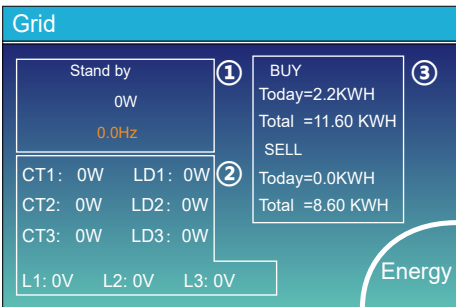 Grid
Stand by
0W
0.0Hz
①
CT1: 0W LD1: 0W
CT2: 0W LD2: 0W
CT3: 0W LD3: 0W
L1: 0V L2: 0V L3: 0V
②
BUY
Today=2.2KWH
Total =11.60 KWH
SELL
Today=0.0KWH
Total =8.60 KWH
③
Energy